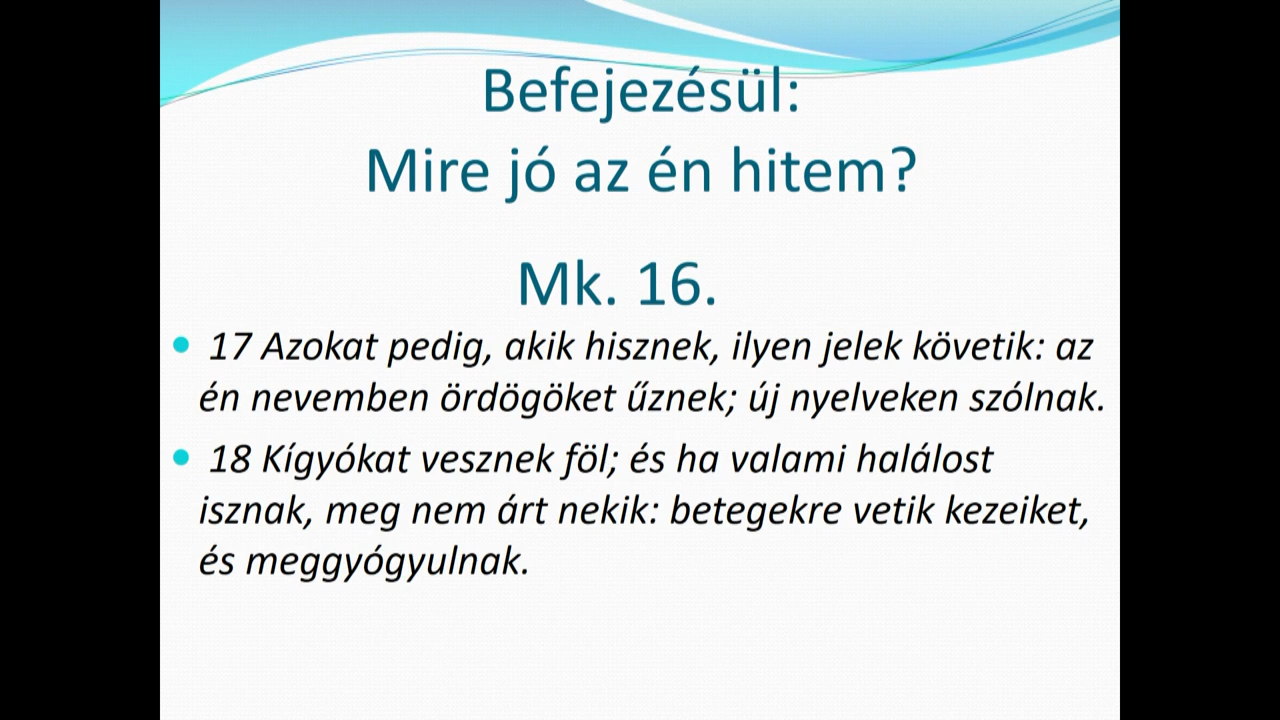 Befejezésül:
Mire jó az én hitem?
Mk. 16.
17 Azokat pedig, akik hisznek, ilyen jelek követik: az
én nevemben ördögöket űznek; új nyelveken szólnak.
18 Kígyókat vesznek föl; és ha valami halálost
isznak, meg nem árt nekik: betegekre vetik kezeiket,
és meggyógyulnak.